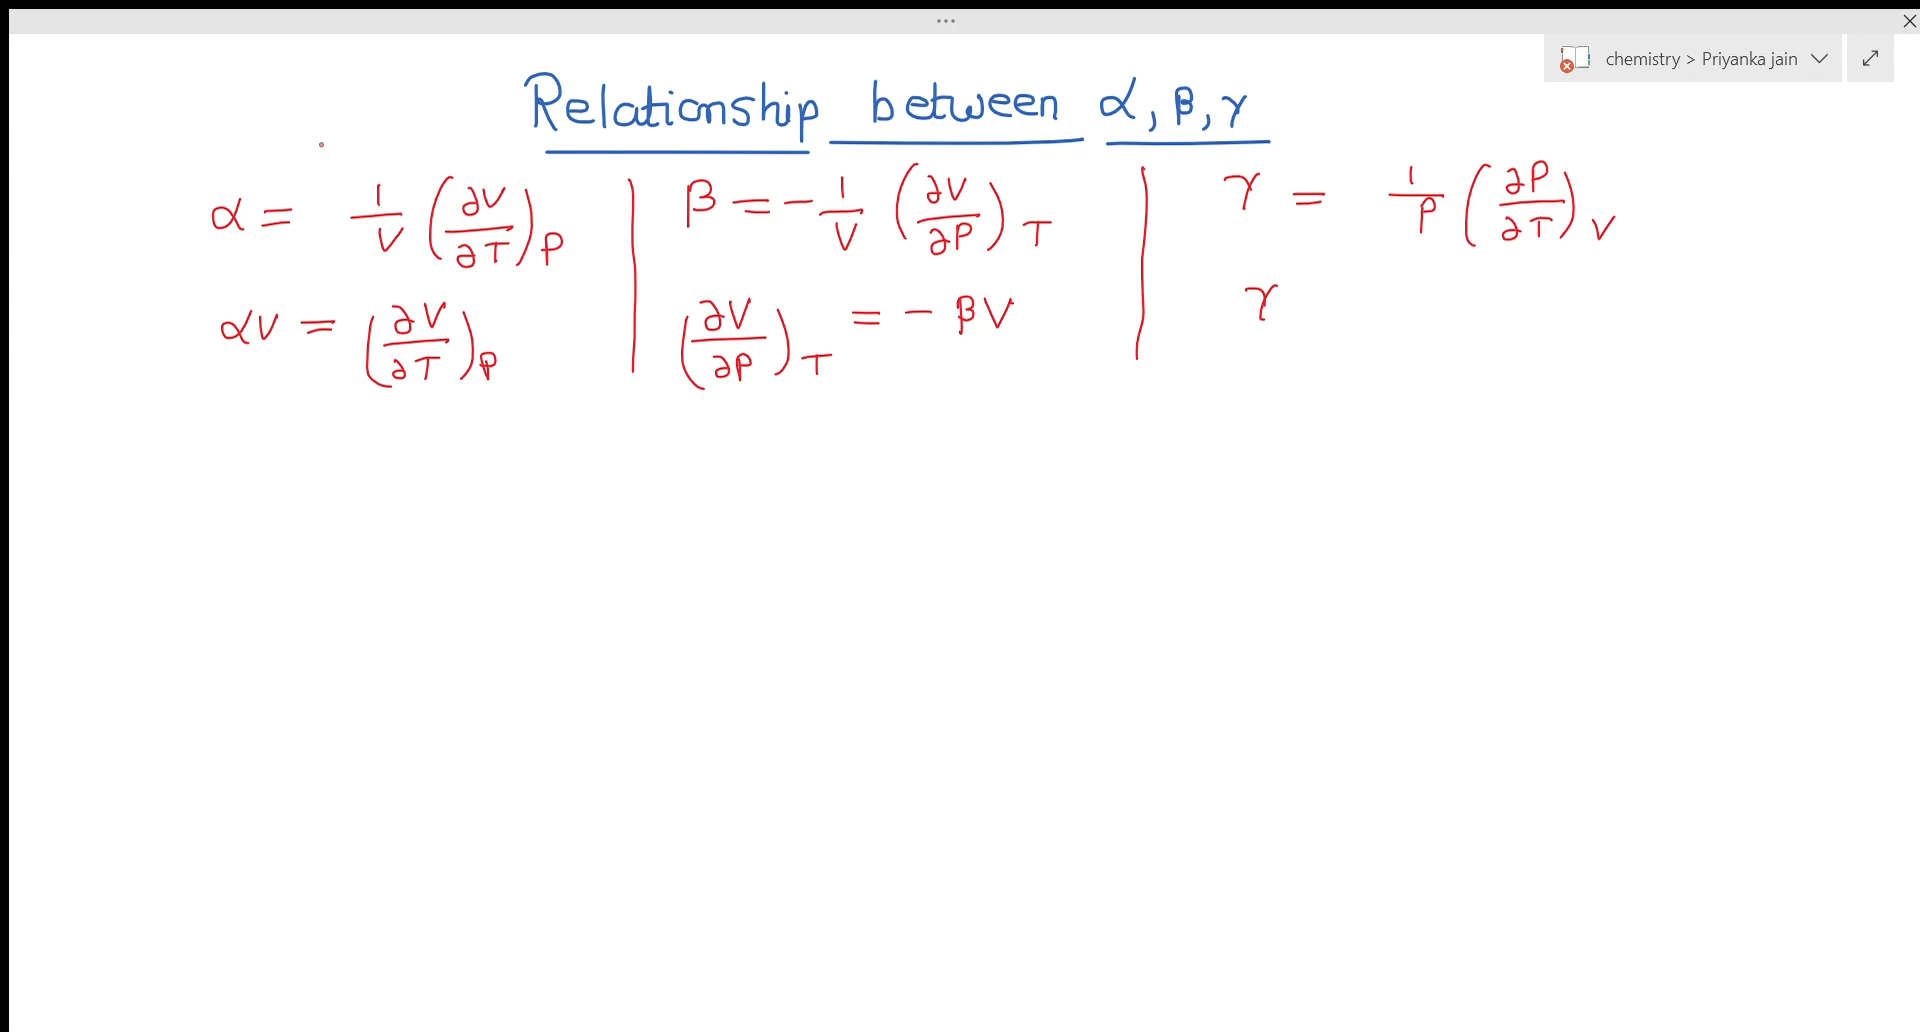 chemistry > Priyanka jain
Relationship between α, β, γ
α = 1/V (∂V/∂T)P | β = - 1/V (∂V/∂P)T | γ = 1/P (∂P/∂T)V
αV = (∂V/∂T)P | (∂V/∂P)T = - βV | γ